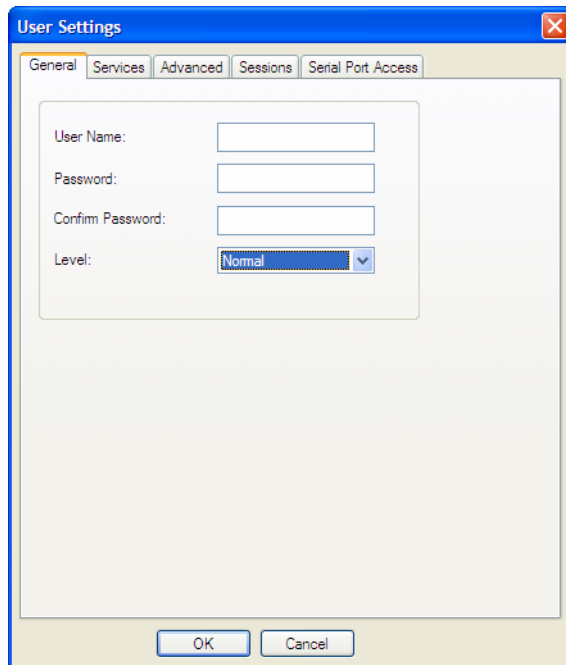 User Settings
General Services Advanced Sessions Serial Port Access
User Name:
Password:
Confirm Password:
Level: Normal
OK Cancel